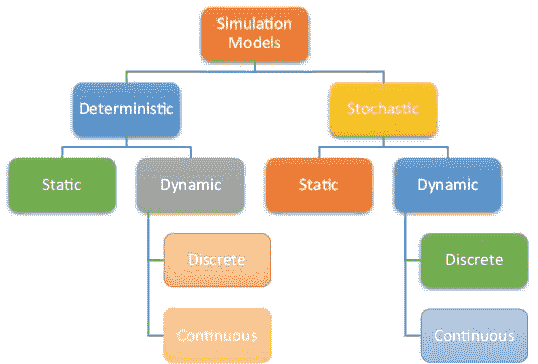 Simulation
Models
Deterministic
Stochastic
Static
Dynamic
Static
Dynamic
Discrete
Discrete
Continuous
Continuous